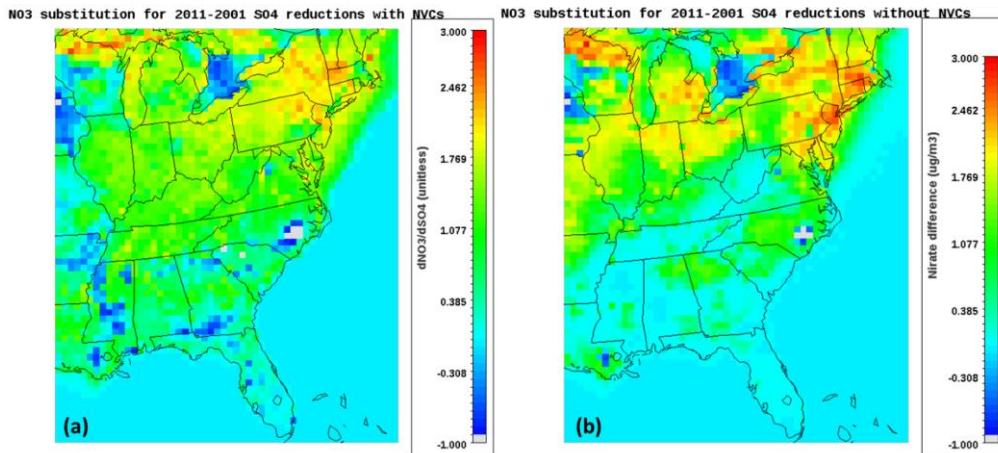 NO3 substitution for 2011-2001 SO4 reductions with NVCs
3.000
2.462
1.769
1.077
0.385
-0.308
-1.000
dNO3/dSO4 (unitless)
(a)
NO3 substitution for 2011-2001 SO4 reductions without NVCs
3.000
2.462
1.769
1.077
0.385
-0.308
-1.000
Nirate difference (ug/m3)
(b)